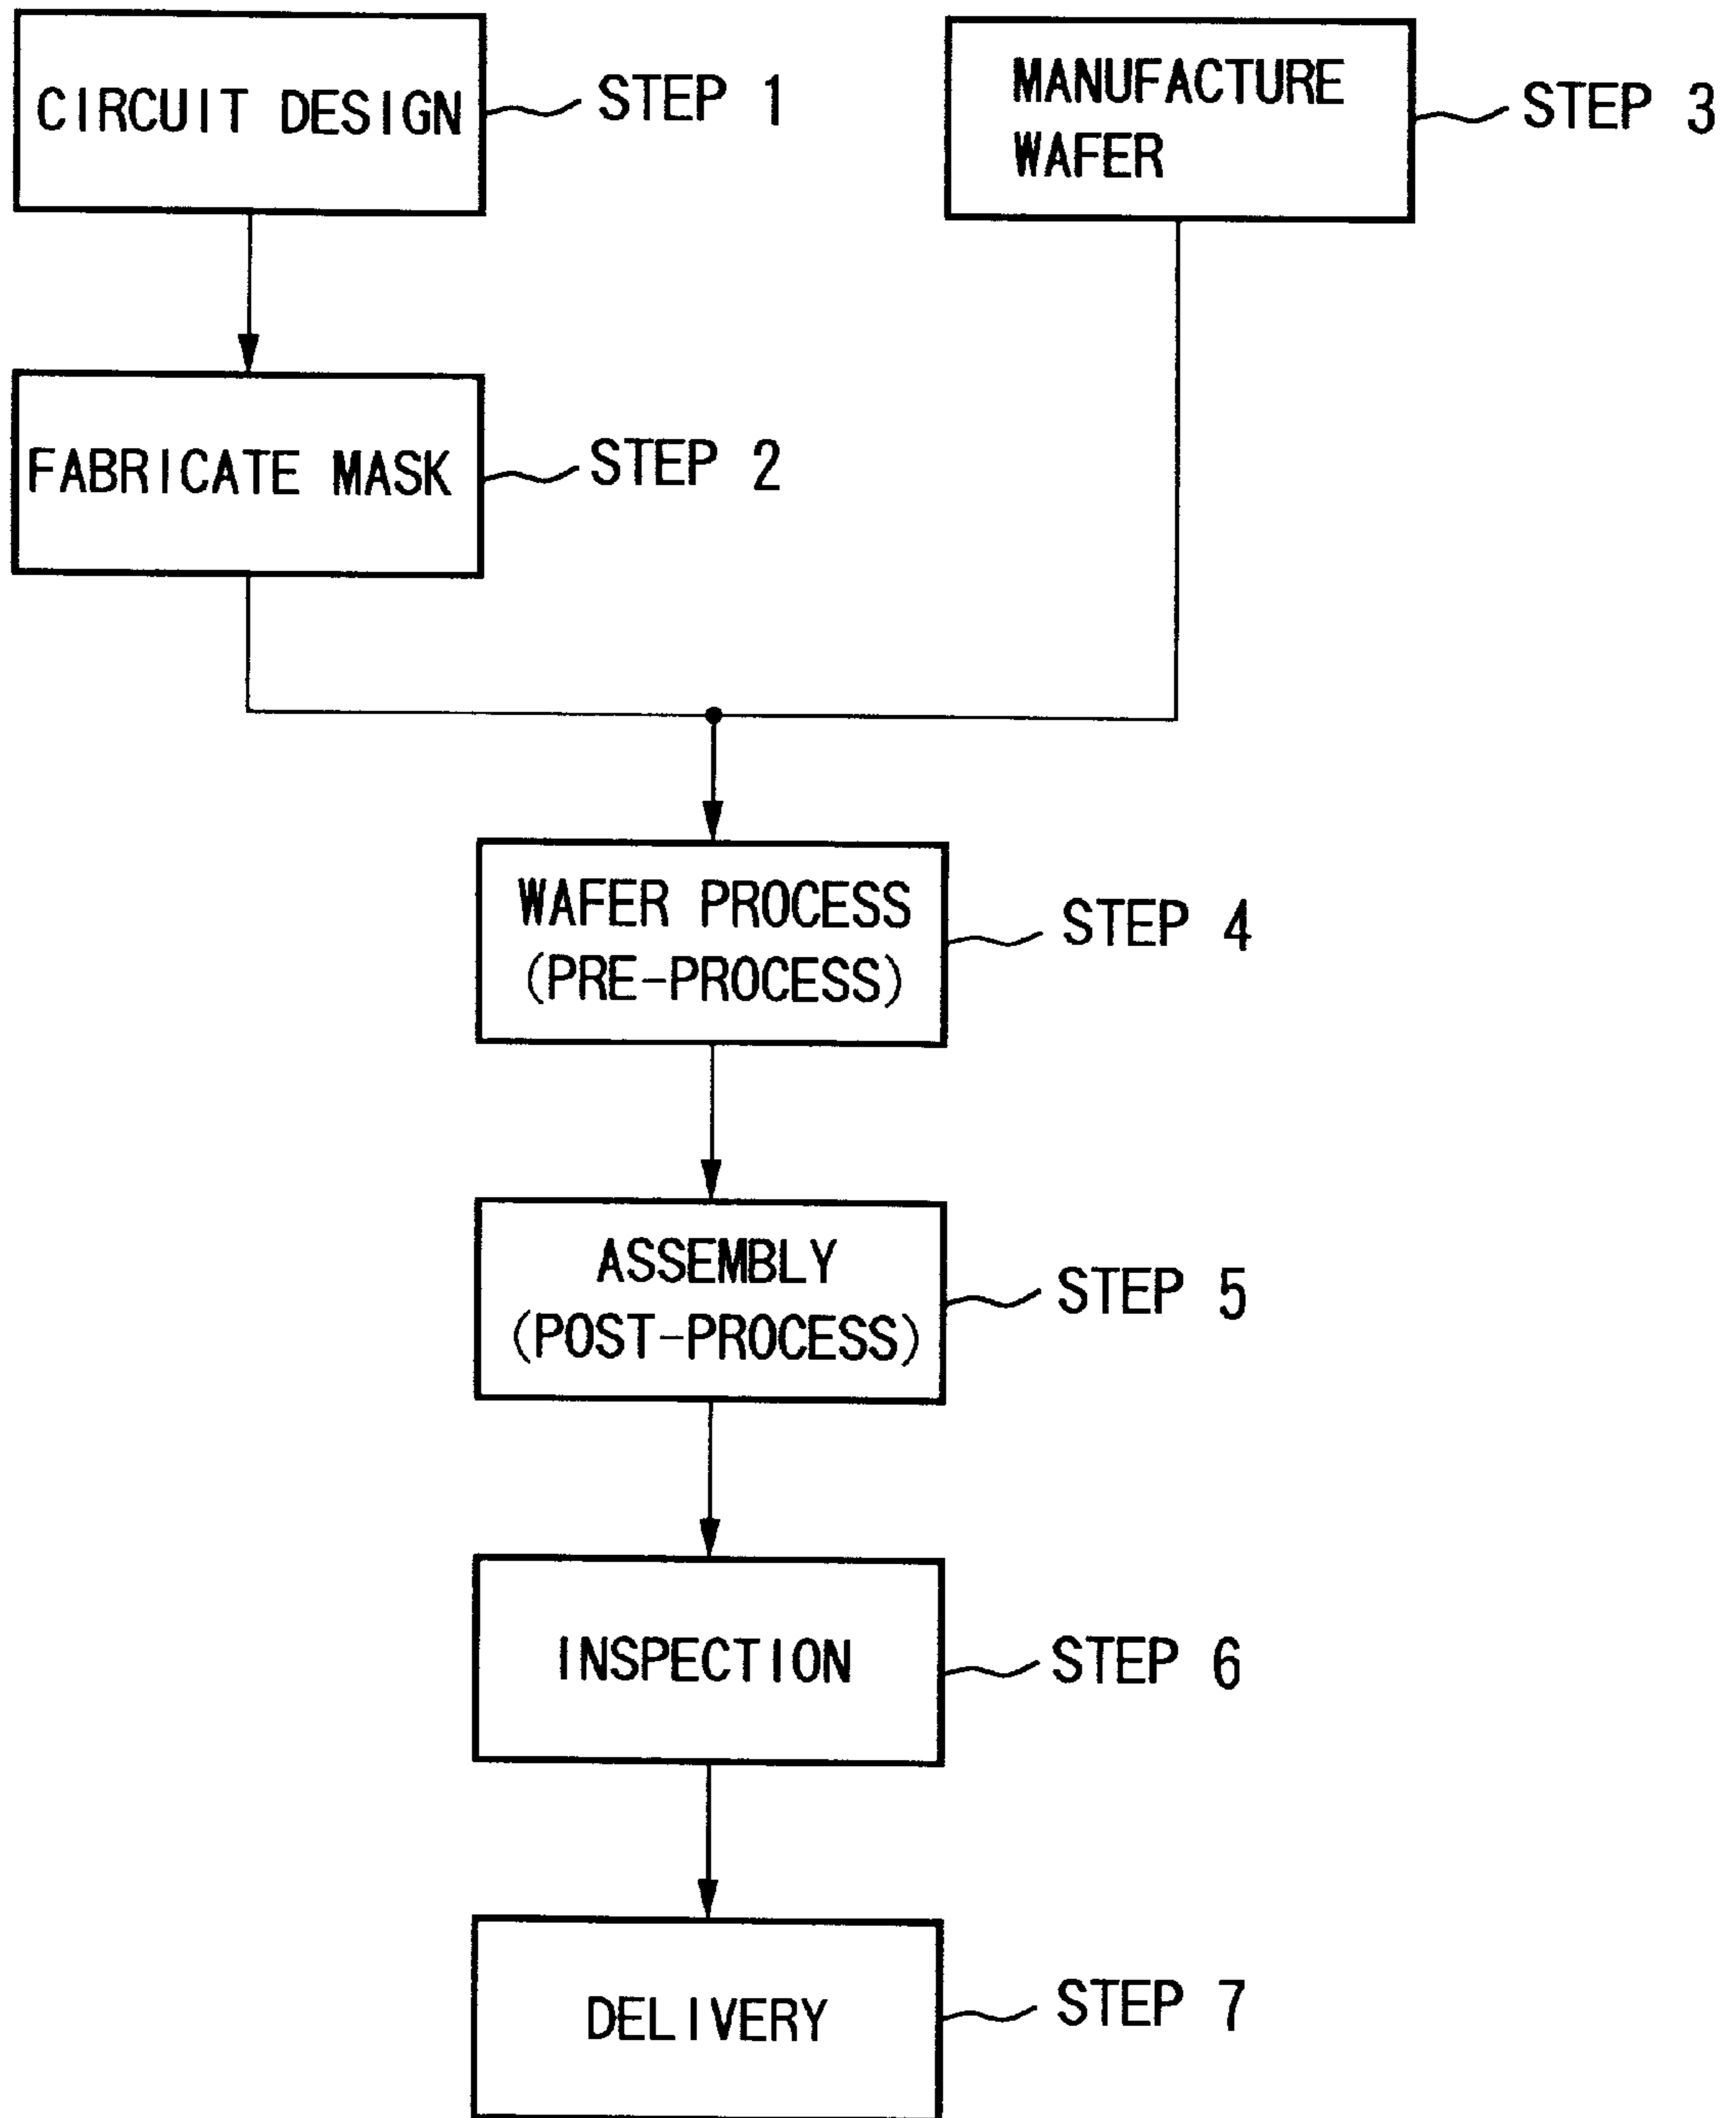 CIRCUIT DESIGN
STEP 1
MANUFACTURE
WAFER
STEP 3
FABRICATE MASK
STEP 2
WAFER PROCESS
(PRE-PROCESS)
STEP 4
ASSEMBLY
(POST-PROCESS)
STEP 5
INSPECTION
STEP 6
DELIVERY
STEP 7